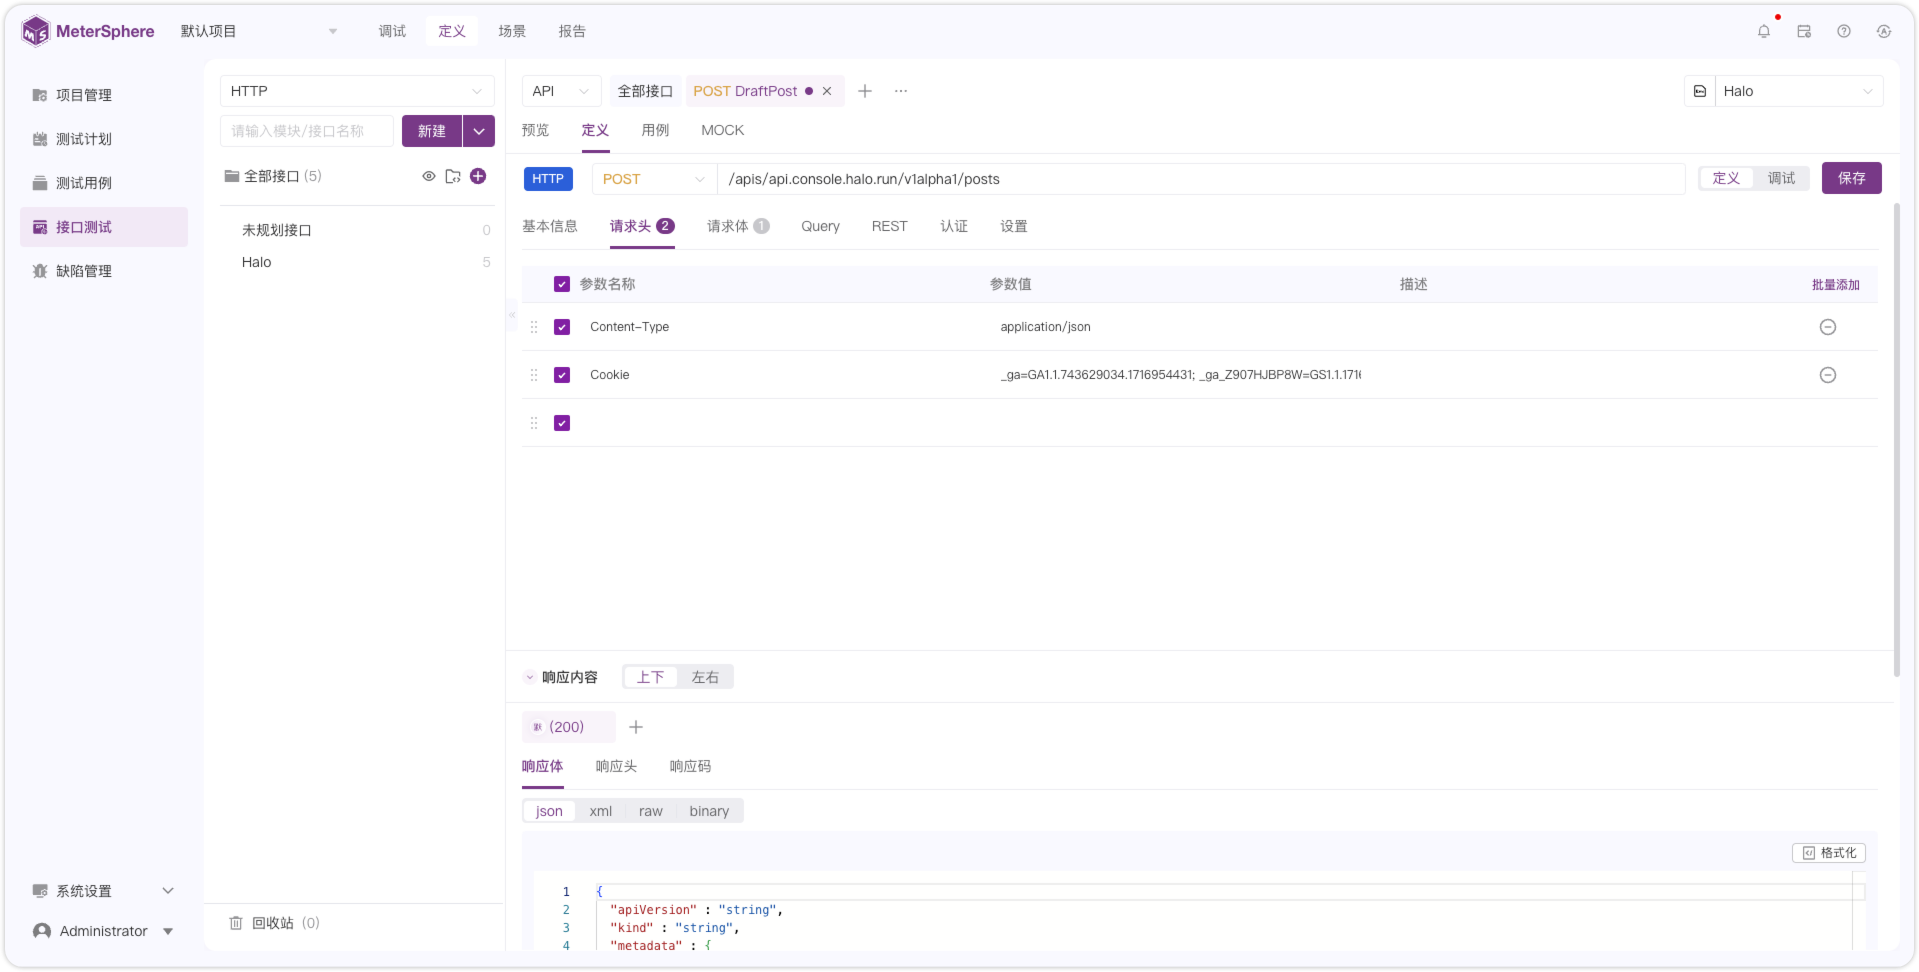 MeterSphere
默认项目
调试
定义
场景
报告
项目管理
测试计划
测试用例
接口测试
缺陷管理
系统设置
Administrator
HTTP
请输入模块/接口名称
新建
全部接口 (5)
未规划接口 0
Halo 5
回收站 (0)
API
全部接口
POST DraftPost
Halo
预览
定义
用例
MOCK
HTTP
POST
/apis/api.console.halo.run/v1alpha1/posts
定义
调试
保存
基本信息
请求头 2
请求体 1
Query
REST
认证
设置
参数名称
参数值
描述
批量添加
Content-Type
application/json
Cookie
_ga=GA1.1.743629034.1716954431; _ga_Z907HJBP8W=GS1.1.1716
响应内容
上下
左右
(200)
响应体
响应头
响应码
json
xml
raw
binary
格式化
1 {
2 "apiVersion" : "string",
3 "kind" : "string",
4 "metadata" : {